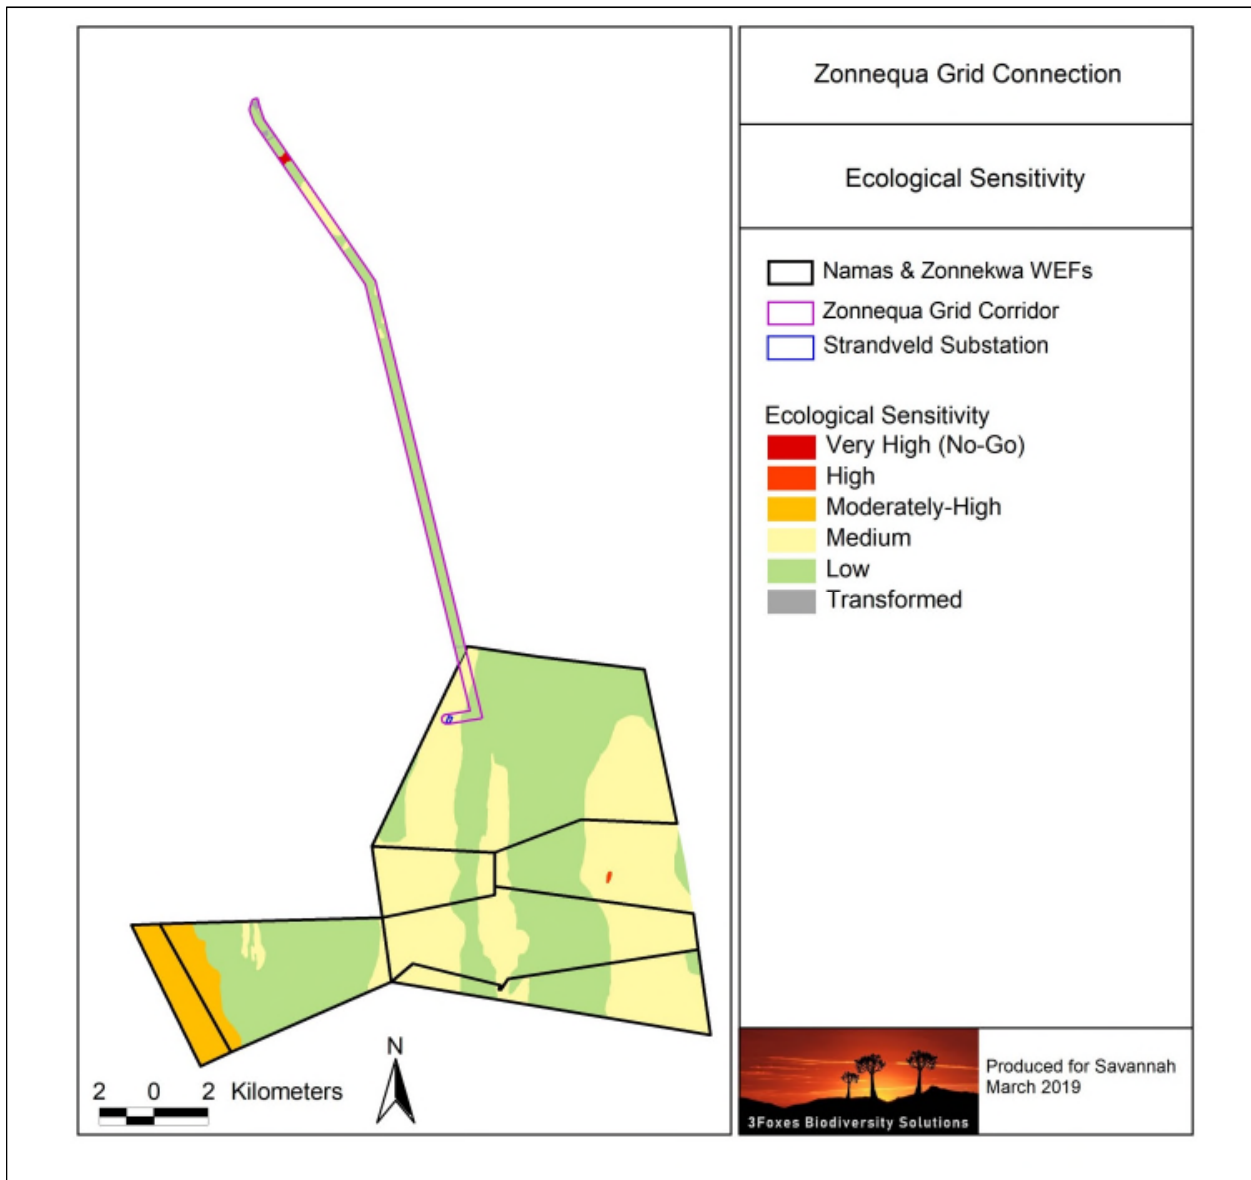 Zonnequa Grid Connection
Ecological Sensitivity
Namas & Zonnekwa WEFs
Zonnequa Grid Corridor
Strandveld Substation
Ecological Sensitivity
Very High (No-Go)
High
Moderately-High
Medium
Low
Transformed
N
2 0 2 Kilometers
3Foxes Biodiversity Solutions
Produced for Savannah
March 2019